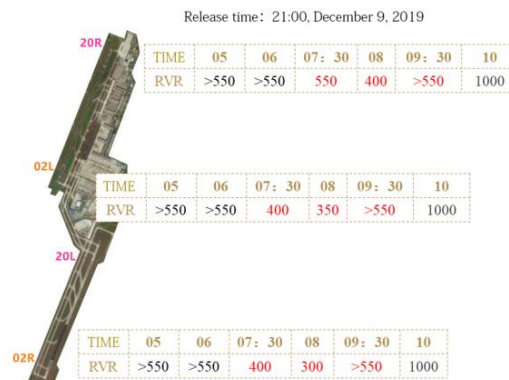 Release time：21:00, December 9, 2019
20R
TIME 05 06 07：30 08 09：30 10
RVR >550 >550 550 400 >550 1000
02L
TIME 05 06 07：30 08 09：30 10
RVR >550 >550 400 350 >550 1000
20L
TIME 05 06 07：30 08 09：30 10
RVR >550 >550 400 300 >550 1000
02R